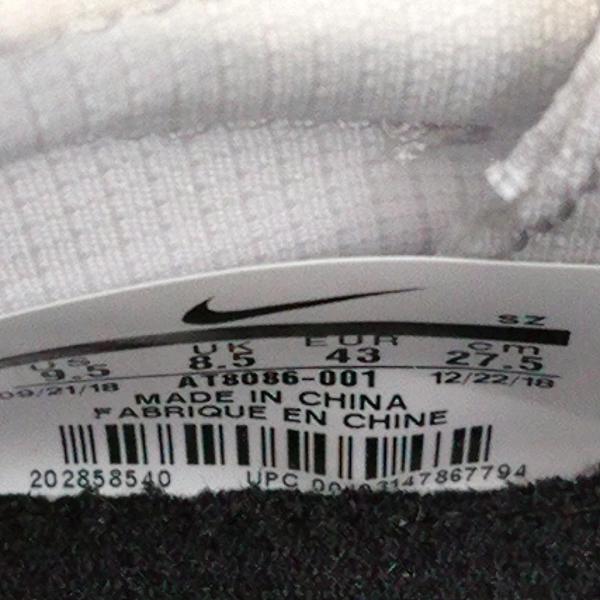 SZ
US UK EUR cm
9.5 8.5 43 27.5
09/21/18 AT8086-001 12/22/18
MADE IN CHINA
FABRIQUE EN CHINE
202858540 UPC